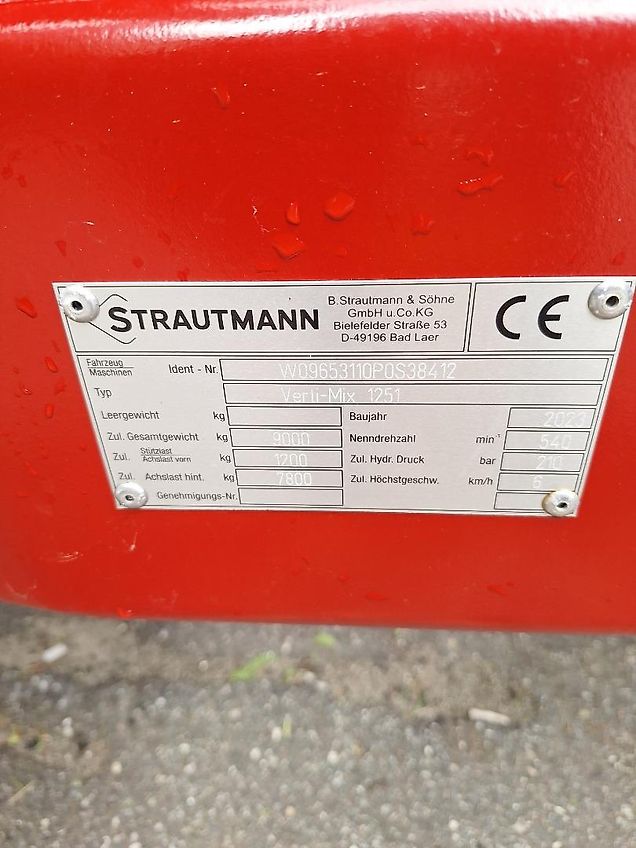 STRAUTMANN
B.Strautmann & Söhne
GmbH u.Co.KG
Bielefelder Straße 53
D-49196 Bad Laer
CE
Fahrzeug
Maschinen
Ident - Nr.
W09653110P0S38412
Typ
Verti-Mix 1251
Leergewicht kg
Baujahr 2023
Zul. Gesamtgewicht kg 9000
Nenndrehzahl min⁻¹ 540
Zul. Stützlast
Achslast vorn kg 1200
Zul. Hydr. Druck bar 210
Zul. Achslast hint. kg 7800
Zul. Höchstgeschw. km/h 6
Genehmigungs-Nr.